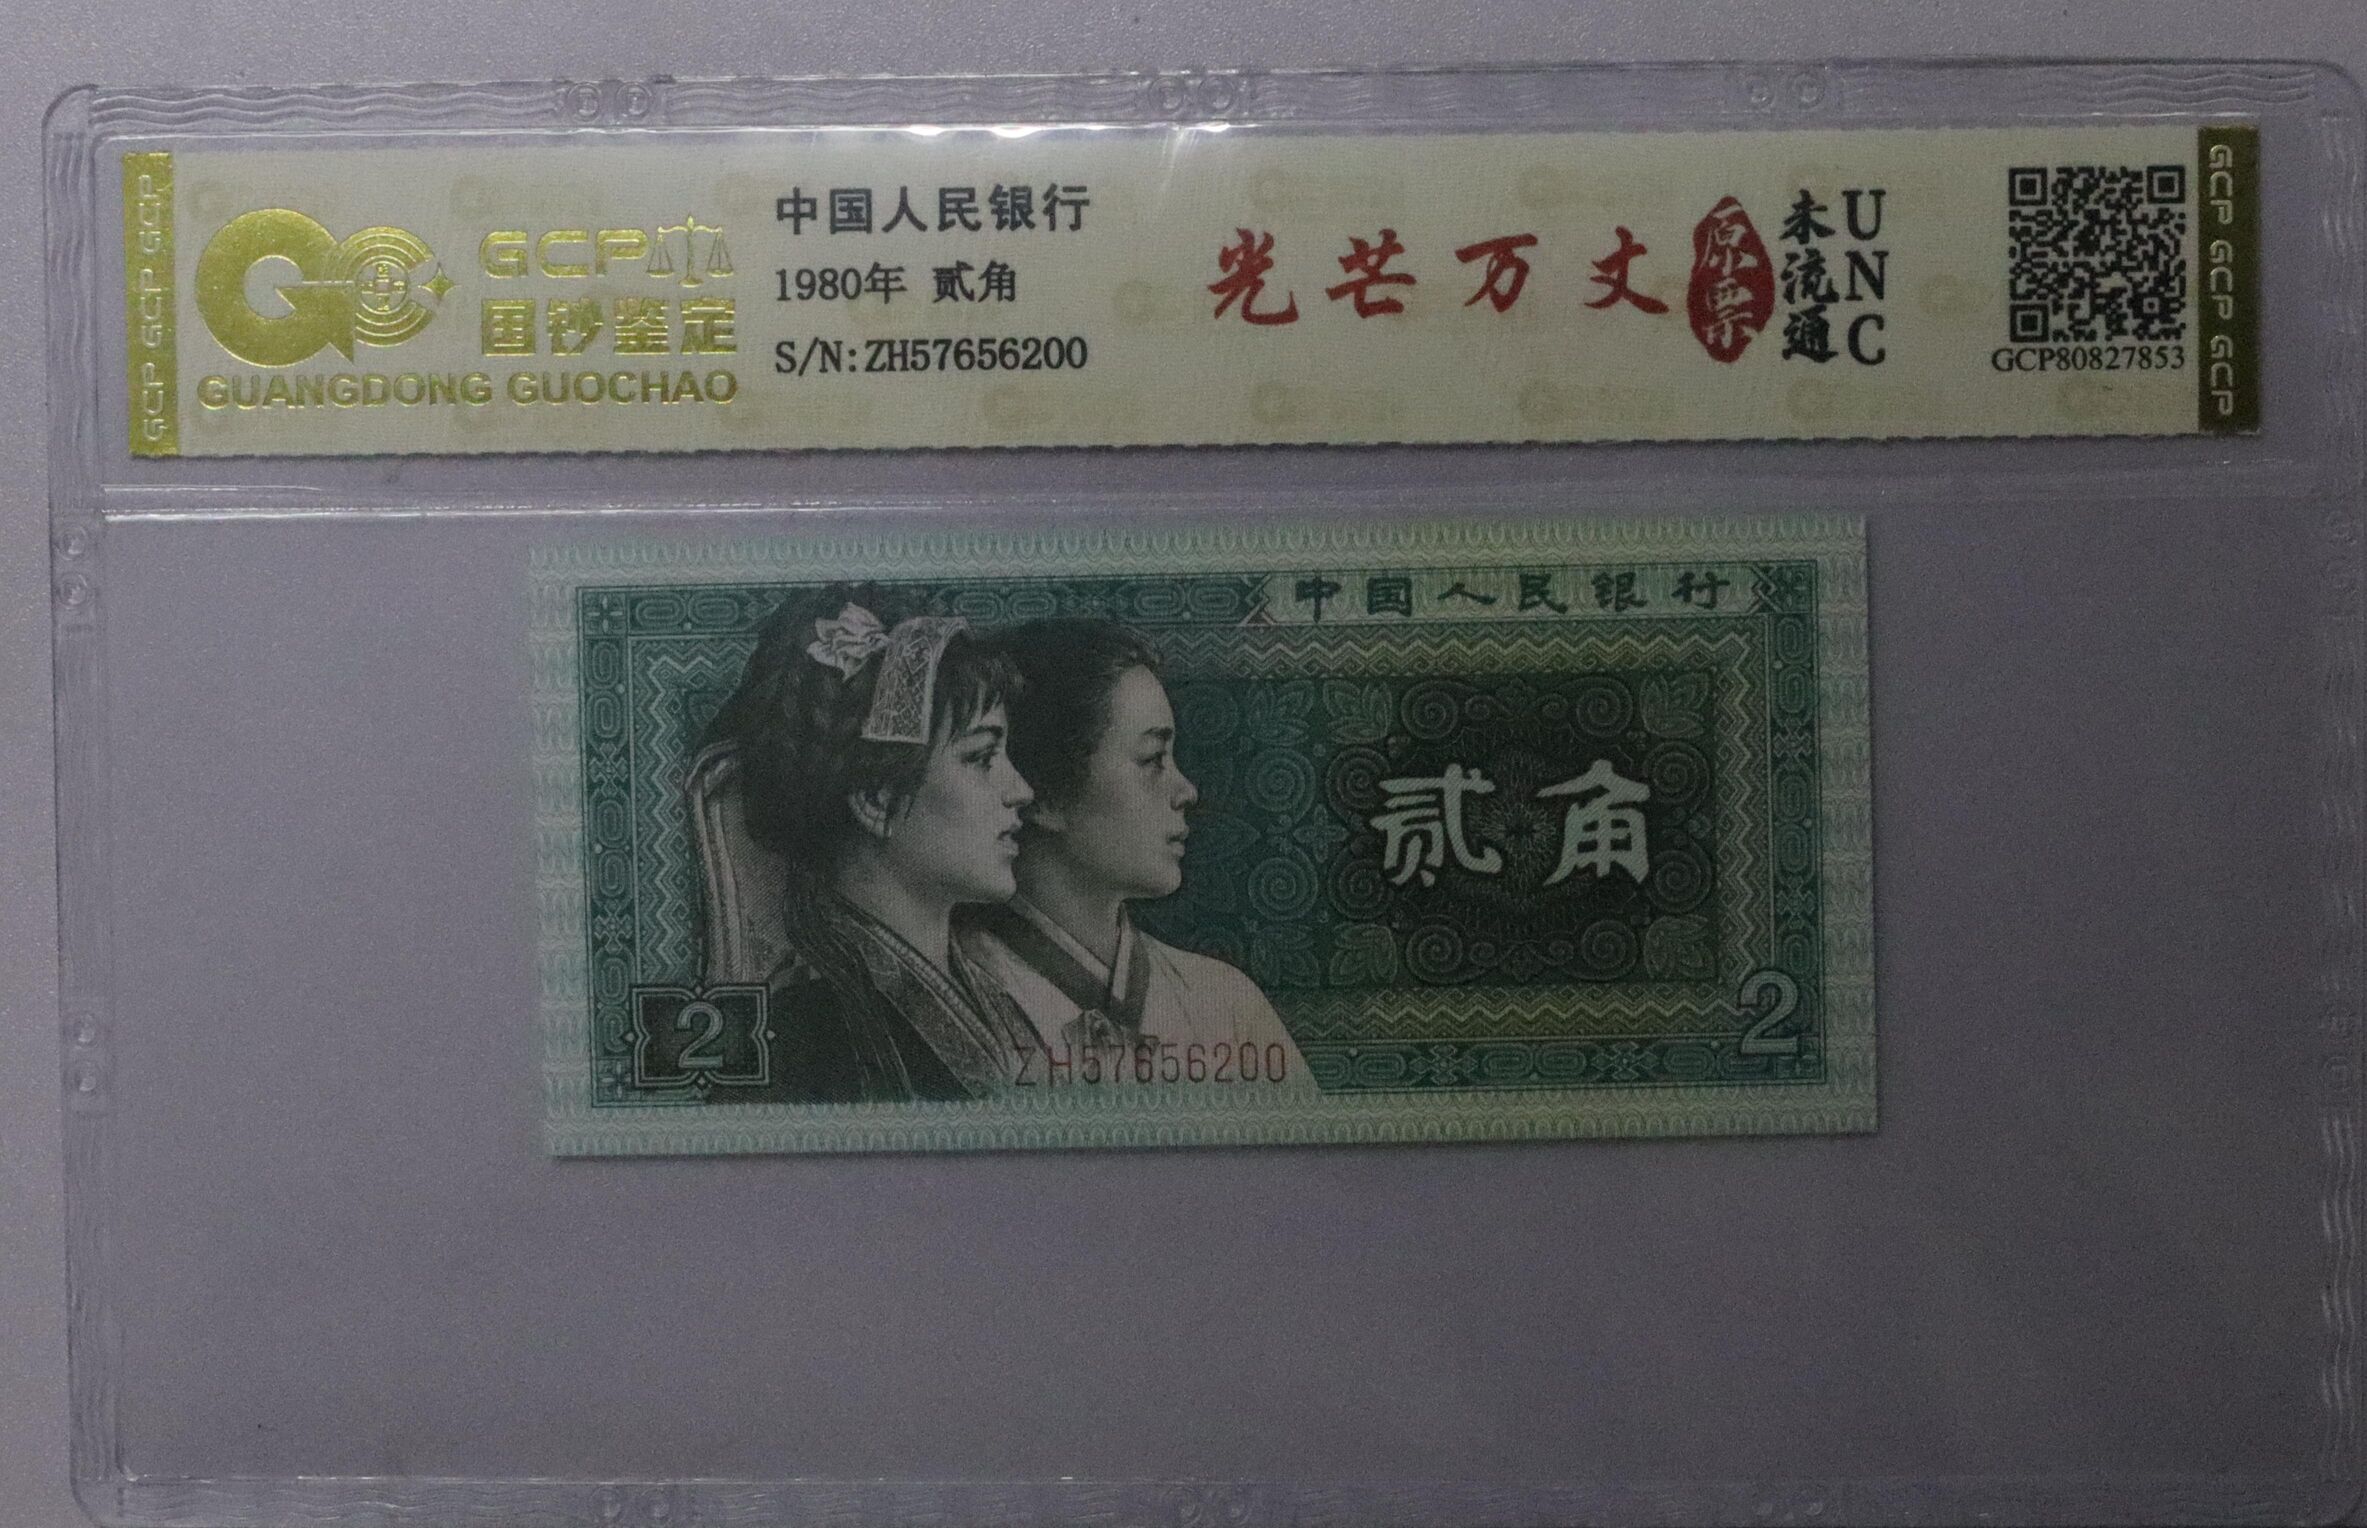 GCP GCP GCP
GCP
国钞鉴定
GUANGDONG GUOCHAO
中国人民银行
1980年 贰角
S/N:ZH57656200
光芒万丈
原票
未流通
UNC
GCP80827853
GCP GCP GCP
中国人民银行
贰角
2
2
ZH57656200